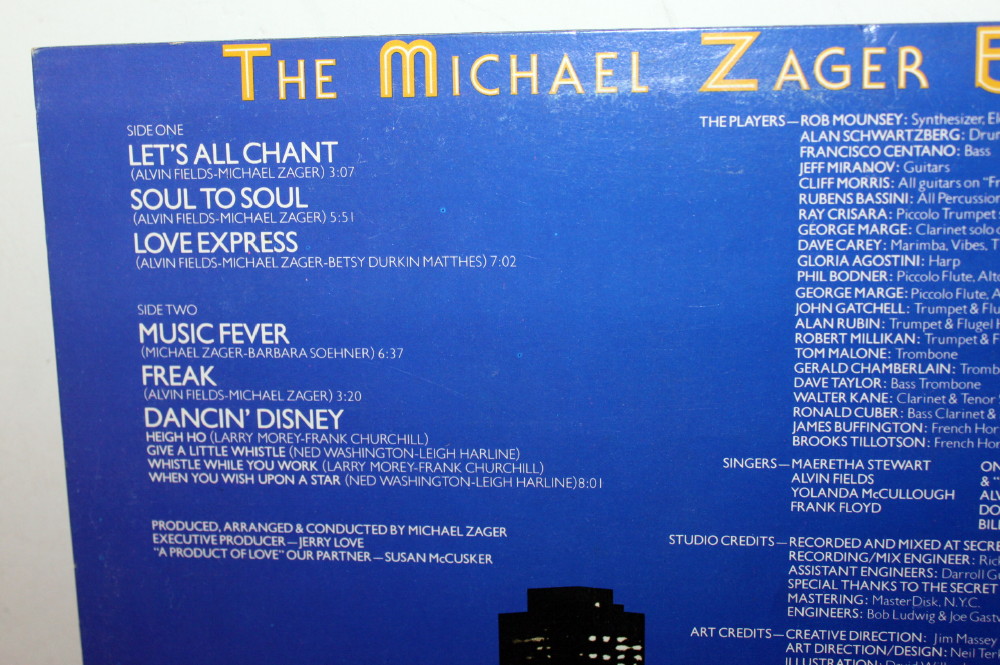 THE MICHAEL ZAGER
SIDE ONE
LET'S ALL CHANT
(ALVIN FIELDS-MICHAEL ZAGER) 3:07
SOUL TO SOUL
(ALVIN FIELDS-MICHAEL ZAGER) 5:51
LOVE EXPRESS
(ALVIN FIELDS-MICHAEL ZAGER-BETSY DURKIN MATTHES) 7:02
SIDE TWO
MUSIC FEVER
(MICHAEL ZAGER-BARBARA SOEHNER) 6:37
FREAK
(ALVIN FIELDS-MICHAEL ZAGER) 3:20
DANCIN' DISNEY
HEIGH HO (LARRY MOREY-FRANK CHURCHILL)
GIVE A LITTLE WHISTLE (NED WASHINGTON-LEIGH HARLINE)
WHISTLE WHILE YOU WORK (LARRY MOREY-FRANK CHURCHILL)
WHEN YOU WISH UPON A STAR (NED WASHINGTON-LEIGH HARLINE) 8:01
PRODUCED, ARRANGED & CONDUCTED BY MICHAEL ZAGER
EXECUTIVE PRODUCER—JERRY LOVE
"A PRODUCT OF LOVE" OUR PARTNER—SUSAN McCUSKER
THE PLAYERS—ROB MOUNSEY: Synthesizer,
ALAN SCHWARTZBERG:
FRANCISCO CENTANO: Bass
JEFF MIRANOV: Guitars
CLIFF MORRIS: All guitars on
RUBENS BASSINI: All
RAY CRISARA: Piccolo Trumpet
GEORGE MARGE: Clarinet solo
DAVE CAREY: Marimba, Vibes,
GLORIA AGOSTINI: Harp
PHIL BODNER: Piccolo Flute,
GEORGE MARGE: Piccolo Flute,
JOHN GATCHELL: Trumpet &
ALAN RUBIN: Trumpet & Flugel
ROBERT MILLIKAN: Trumpet &
TOM MALONE: Trombone
GERALD CHAMBERLAIN:
DAVE TAYLOR: Bass Trombone
WALTER KANE: Clarinet & Tenor
RONALD CUBER: Bass Clarinet &
JAMES BUFFINGTON: French
BROOKS TILLOTSON: French
SINGERS—MAERETHA STEWART
ALVIN FIELDS
YOLANDA McCULLOUGH
FRANK FLOYD
STUDIO CREDITS—RECORDED AND MIXED AT
RECORDING/MIX ENGINEER:
ASSISTANT ENGINEERS: Darroll
SPECIAL THANKS TO THE SECRET
MASTERING: MasterDisk, N.Y.C.
ENGINEERS: Bob Ludwig & Joe
ART CREDITS—CREATIVE DIRECTION: Jim Massey
ART DIRECTION/DESIGN: Neil
ILLUSTRATION: David